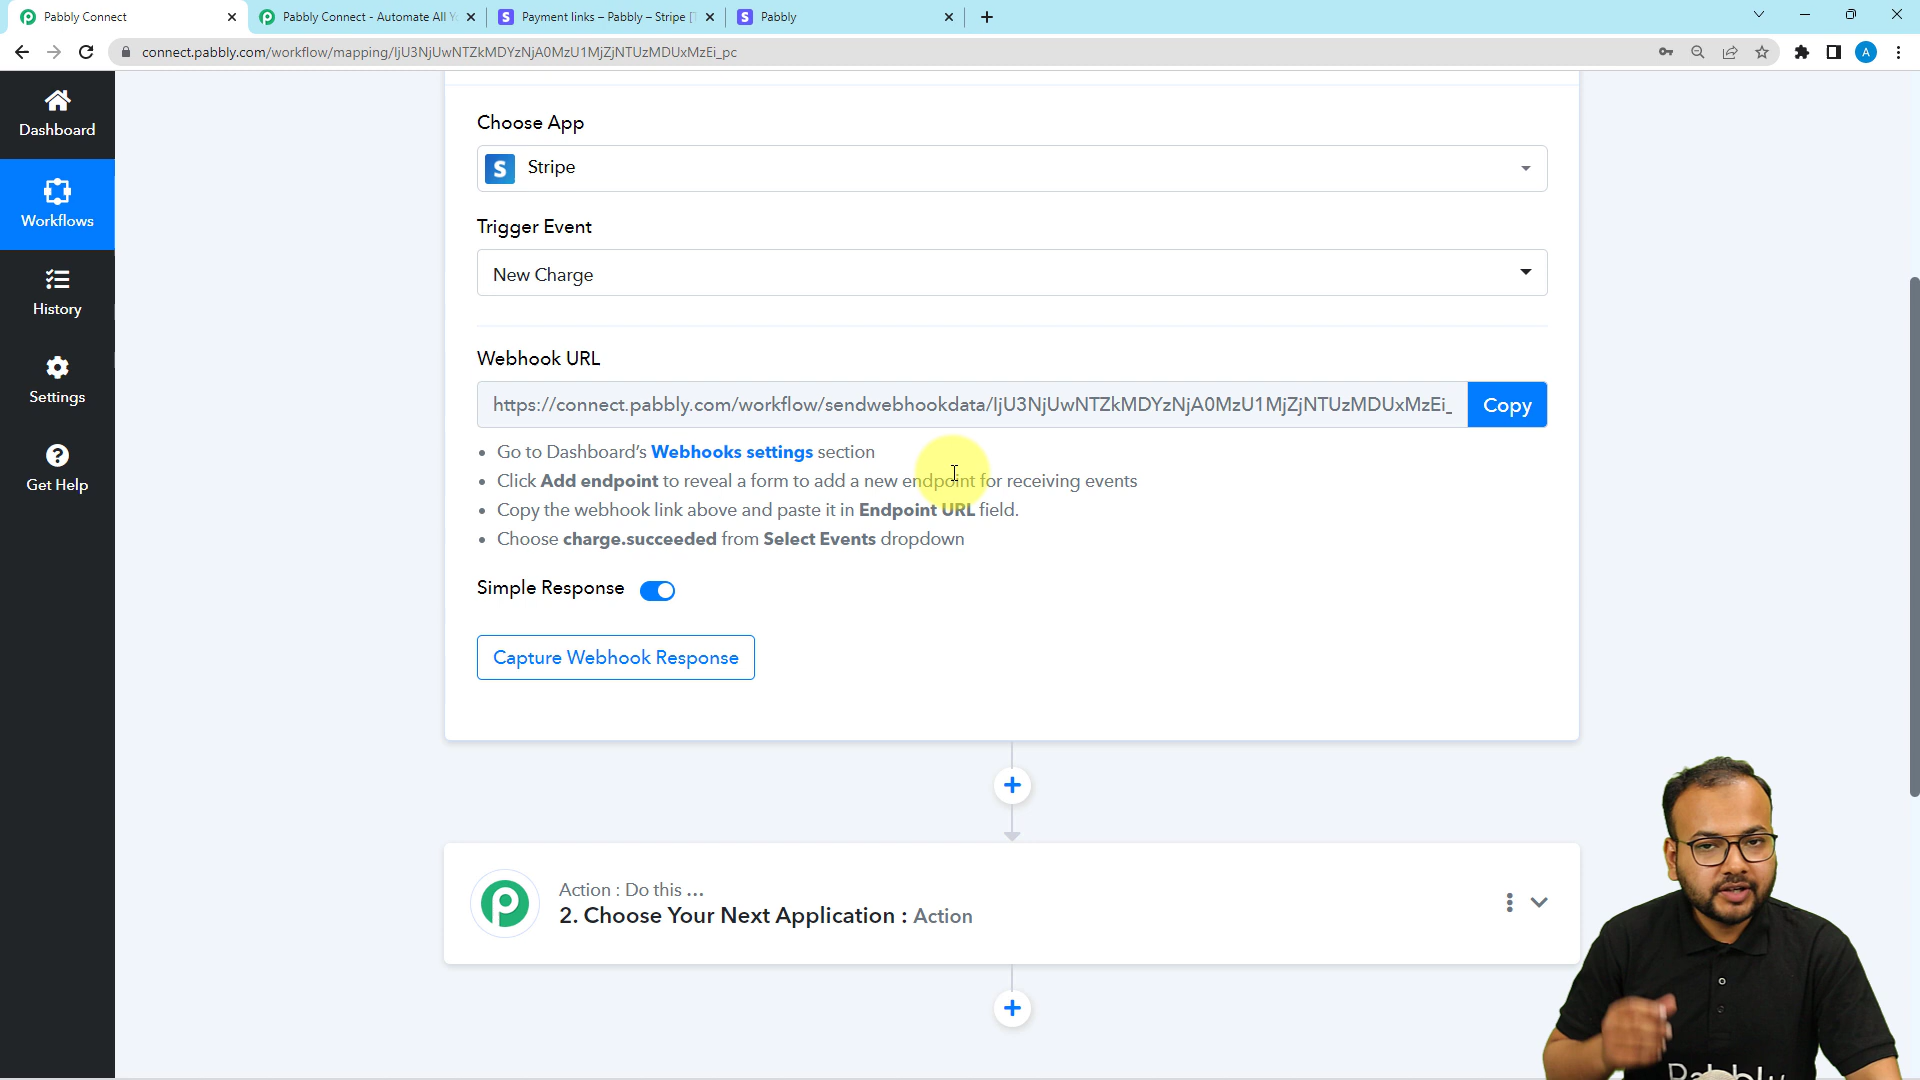 Pabbly Connect
Pabbly Connect - Automate All Y
Payment links – Pabbly – Stripe [
Pabbly
connect.pabbly.com/workflow/mapping/IjU3NjUwNTZkMDYzNjA0MzU1MjZjNTUzMDUxMzEi_pc
A
Dashboard
Workflows
History
Settings
Get Help
Choose App
S Stripe
Trigger Event
New Charge
Webhook URL
https://connect.pabbly.com/workflow/sendwebhookdata/IjU3NjUwNTZkMDYzNjA0MzU1MjZjNTUzMDUxMzEi_
Copy
• Go to Dashboard's Webhooks settings section
• Click Add endpoint to reveal a form to add a new endpoint for receiving events
• Copy the webhook link above and paste it in Endpoint URL field.
• Choose charge.succeeded from Select Events dropdown
Simple Response
Capture Webhook Response
Action : Do this ...
2. Choose Your Next Application : Action
Pabbly